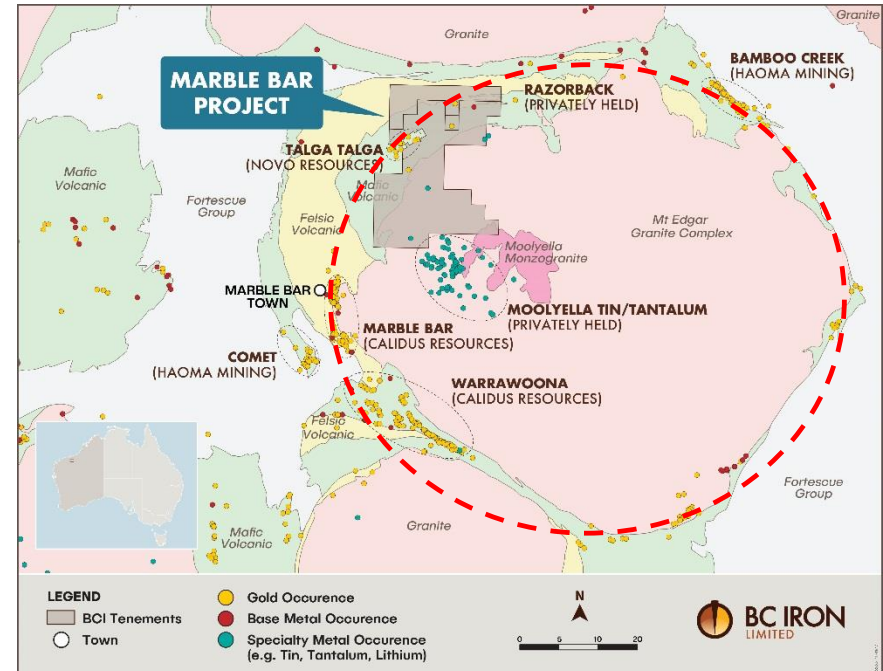 Granite
Granite
BAMBOO CREEK
(HAOMA MINING)
MARBLE BAR
PROJECT
RAZORBACK
(PRIVATELY HELD)
TALGA TALGA
(NOVO RESOURCES)
Mafic
Volcanic
Fortescue
Group
Mafic
Volcanic
Felsic
Volcanic
Mt Edgar
Granite Complex
Moolyella
Monzogranite
MARBLE BAR
TOWN
MOOLYELLA TIN/TANTALUM
(PRIVATELY HELD)
MARBLE BAR
(CALIDUS RESOURCES)
COMET
(HAOMA MINING)
WARRAWOONA
(CALIDUS RESOURCES)
Felsic
Volcanic
Fortescue
Group
Mafic
Volcanic
Granite
LEGEND
BCI Tenements
Town
Gold Occurence
Base Metal Occurence
Specialty Metal Occurence
(e.g. Tin, Tantalum, Lithium)
N
0 5 10 20
BC IRON
LIMITED